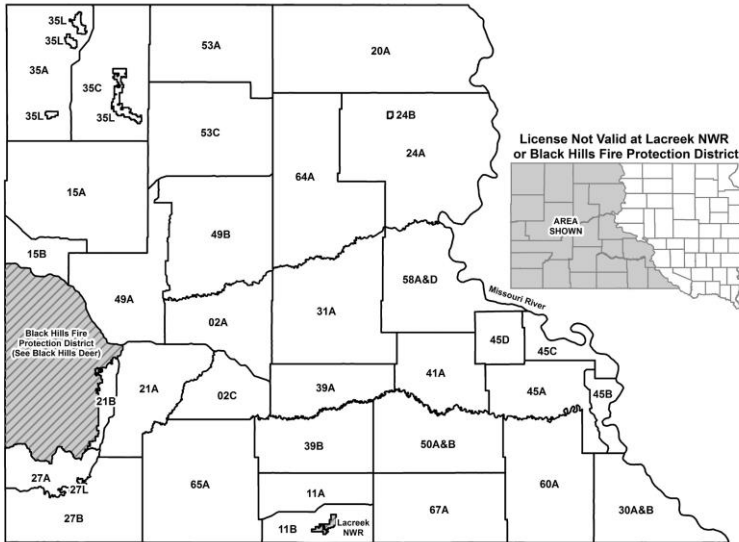 35L
53A
20A
35L
35A
35C
24B
35L
35L
53C
24A
License Not Valid at Lacreek NWR
or Black Hills Fire Protection District
64A
15A
AREA
SHOWN
49B
15B
58A&D
49A
Missouri River
31A
02A
Black Hills Fire
Protection District
(See Black Hills Deer)
45D
45C
21A
02C
39A
41A
45A
45B
21B
39B
50A&B
27A
65A
27L
11A
60A
67A
30A&B
27B
11B
Lacreek
NWR